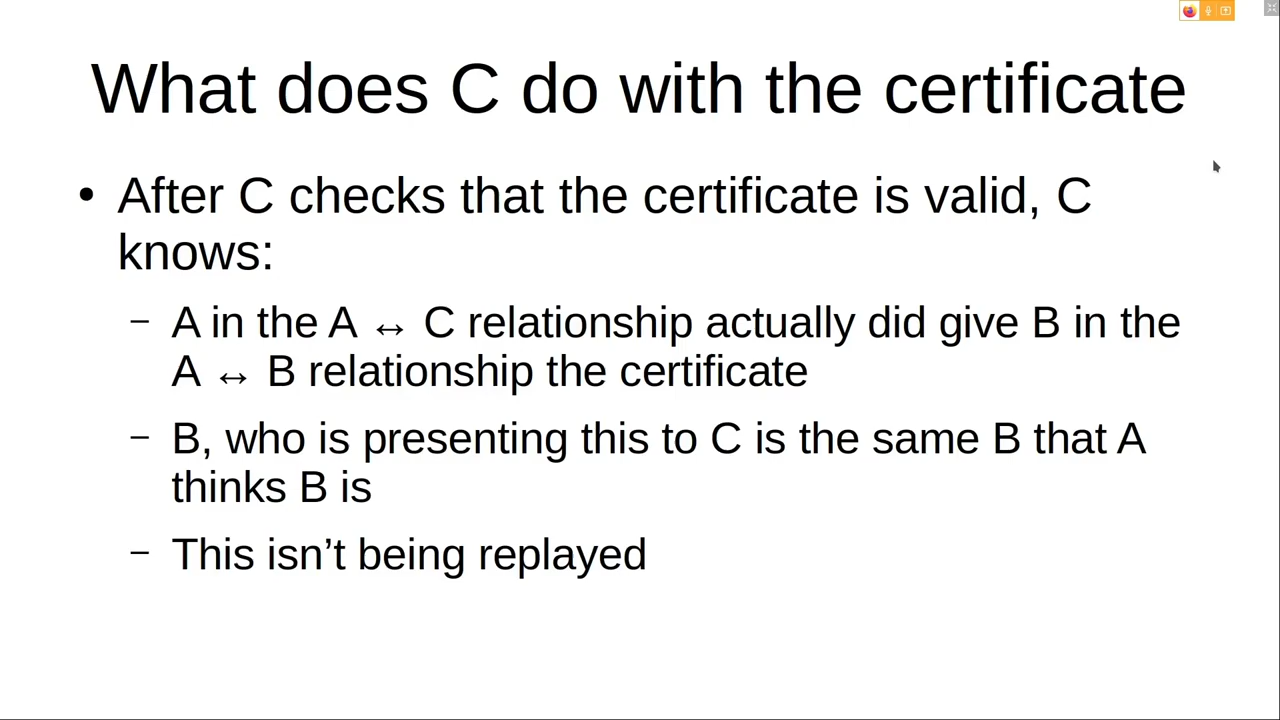 What does C do with the certificate
● After C checks that the certificate is valid, C
knows:
– A in the A ↔ C relationship actually did give B in the
A ↔ B relationship the certificate
– B, who is presenting this to C is the same B that A
thinks B is
– This isn’t being replayed